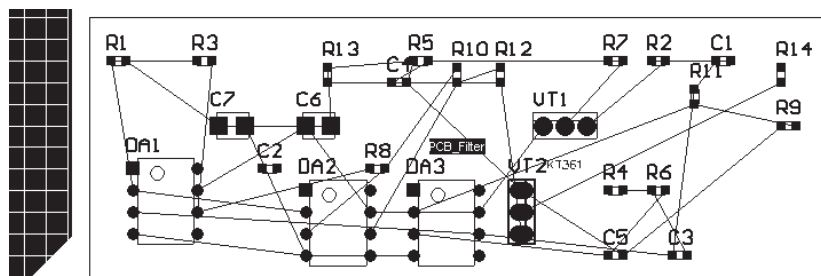 R1
R3
R13
R5
C4
R10
R12
R7
R2
C1
R14
R11
C7
C6
VT1
R9
PCB_Filter
DA1
C2
DA2
R8
DA3
VT2
KT361
R4
R6
C5
C3